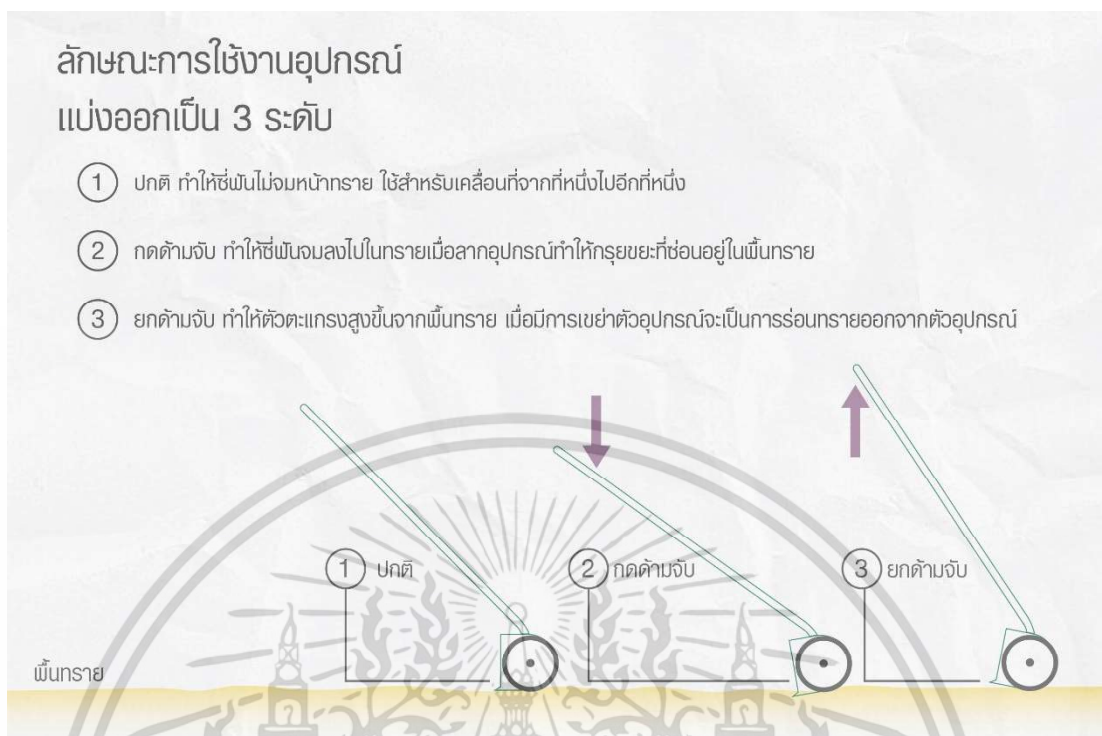 ลักษณะการใช้งานอุปกรณ์
แบ่งออกเป็น 3 ระดับ
1 ปกติ ทำให้ซี่ฟันไม่จมหน้าทราย ใช้สำหรับเคลื่อนที่จากที่หนึ่งไปอีกที่หนึ่ง
2 กดด้ามจับ ทำให้ซี่ฟันจมลงไปในทรายเมื่อลากอุปกรณ์ทำให้กรุยขยะที่ซ่อนอยู่ในพื้นทราย
3 ยกด้ามจับ ทำให้ตัวตะแกรงสูงขึ้นจากพื้นทราย เมื่อมีการเขย่าตัวอุปกรณ์จะเป็นการร่อนทรายออกจากตัวอุปกรณ์
1 ปกติ
2 กดด้ามจับ
3 ยกด้ามจับ
พื้นทราย